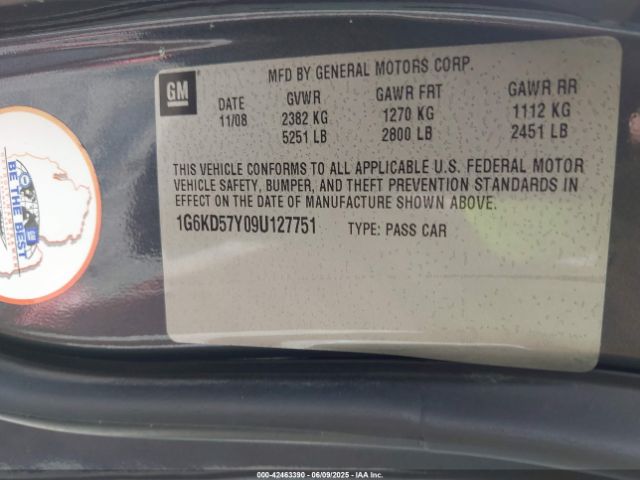 GM
MFD BY GENERAL MOTORS CORP.
DATE GVWR GAWR FRT GAWR RR
11/08 2382 KG 1270 KG 1112 KG
5251 LB 2800 LB 2451 LB
THIS VEHICLE CONFORMS TO ALL APPLICABLE U.S. FEDERAL MOTOR
VEHICLE SAFETY, BUMPER, AND THEFT PREVENTION STANDARDS IN
EFFECT ON THE DATE OF MANUFACTURE SHOWN ABOVE.
1G6KD57Y09U127751 TYPE: PASS CAR
BE THE BEST
000-42463390 - 06/09/2025 - IAA Inc.